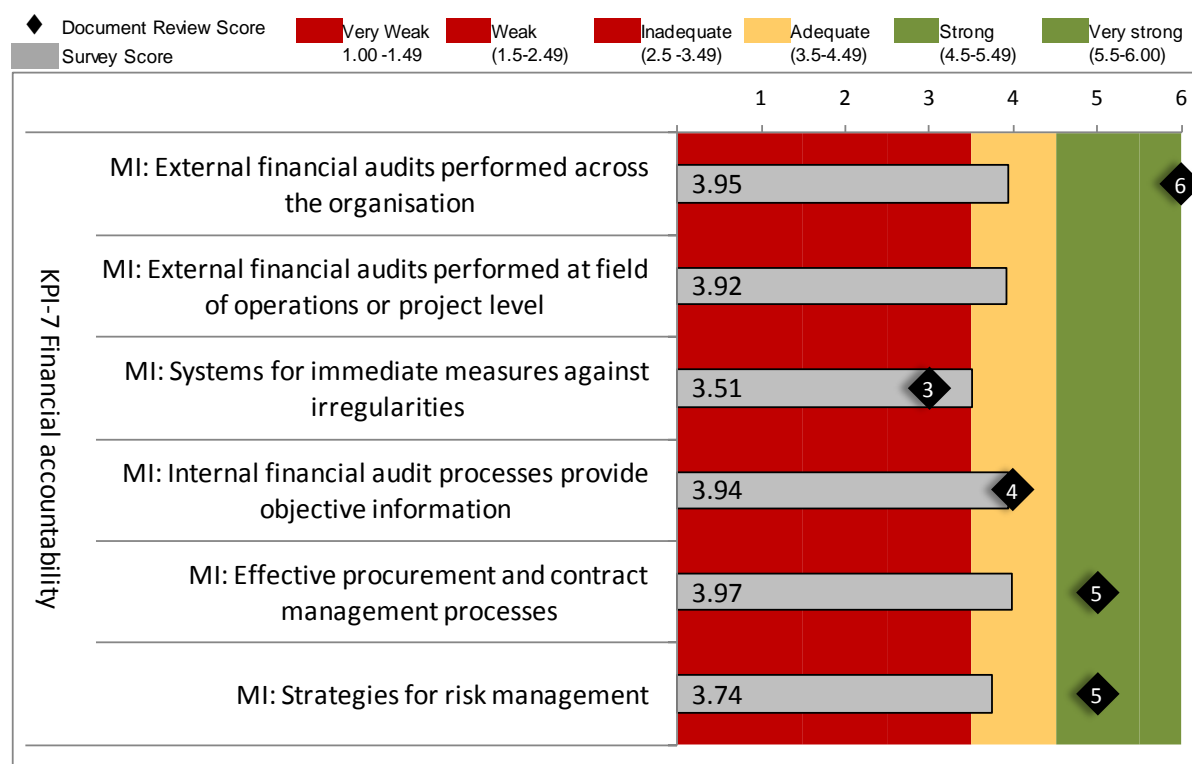 Document Review Score
Survey Score
Very Weak
1.00 -1.49
Weak
(1.5-2.49)
Inadequate
(2.5 -3.49)
Adequate
(3.5-4.49)
Strong
(4.5-5.49)
Very strong
(5.5-6.00)
1 2 3 4 5 6
KPI-7 Financial accountability
MI: External financial audits performed across
the organisation
3.95
6
MI: External financial audits performed at field
of operations or project level
3.92
MI: Systems for immediate measures against
irregularities
3.51
3
MI: Internal financial audit processes provide
objective information
3.94
4
MI: Effective procurement and contract
management processes
3.97
5
MI: Strategies for risk management
3.74
5